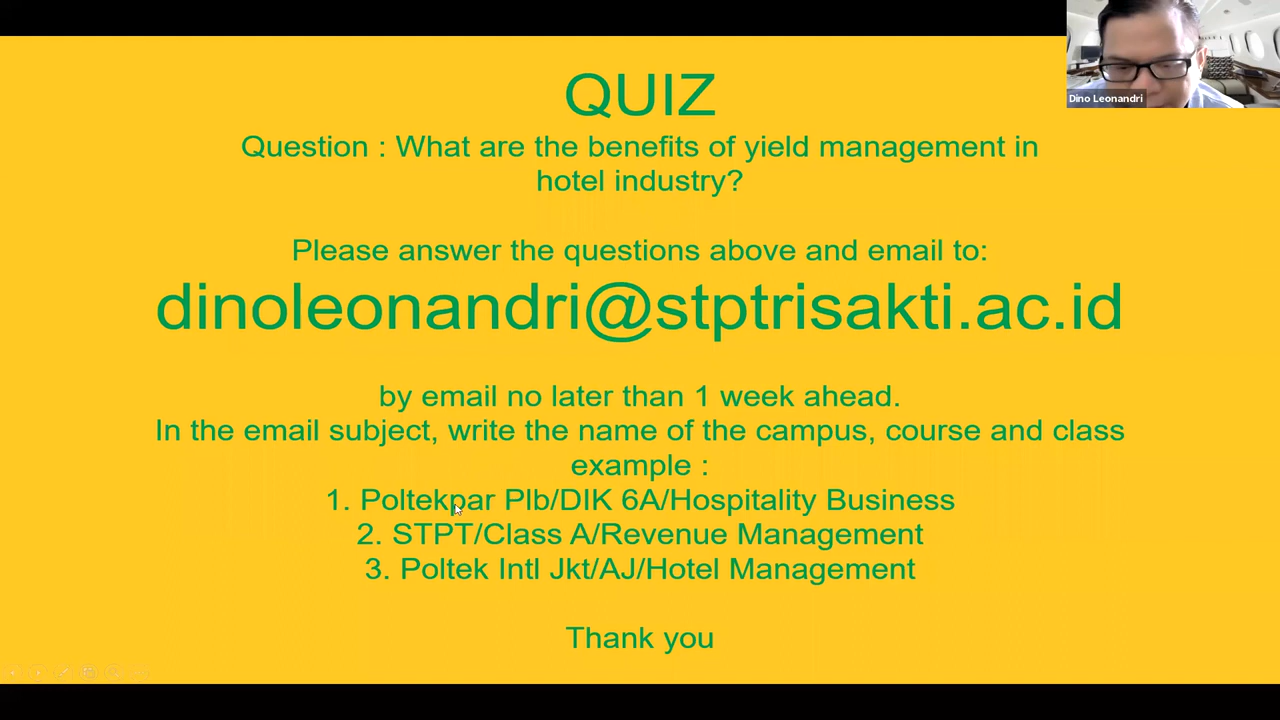 QUIZ
Question : What are the benefits of yield management in
hotel industry?
Please answer the questions above and email to:
dinoleonandri@stptrisakti.ac.id
by email no later than 1 week ahead.
In the email subject, write the name of the campus, course and class
example :
1. Poltekpar Plb/DIK 6A/Hospitality Business
2. STPT/Class A/Revenue Management
3. Poltek Intl Jkt/AJ/Hotel Management
Thank you
Dino Leonandri